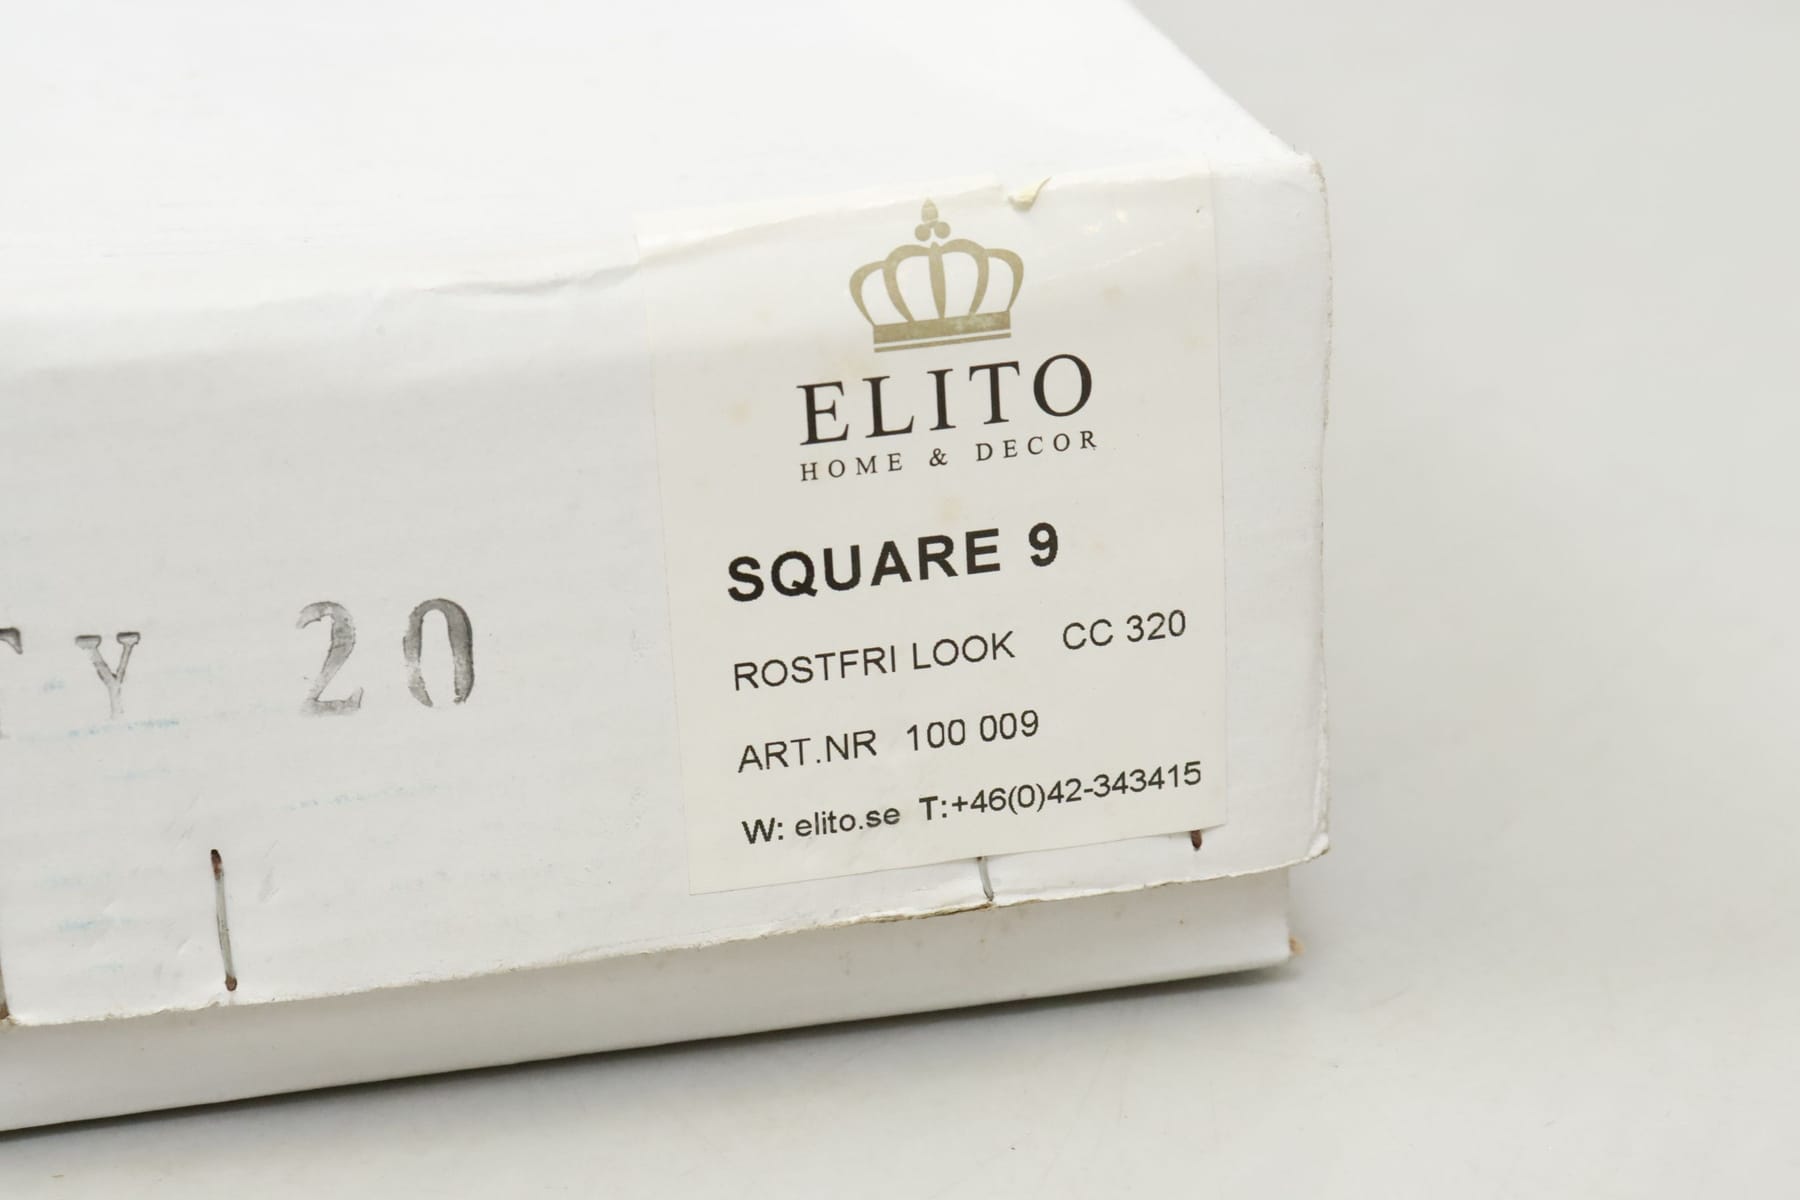 ELITO
HOME & DECOR
SQUARE 9
ROSTFRI LOOK CC 320
ART.NR 100 009
W: elito.se T:+46(0)42-343415
TY 20